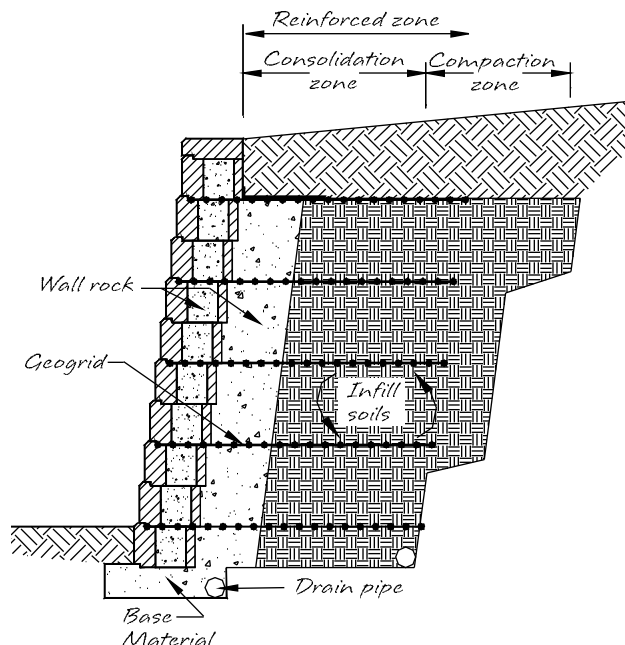 Reinforced zone
Consolidation
zone
Compaction
zone
Wall rock
Geogrid
Infill
soils
Drain pipe
Base
Material